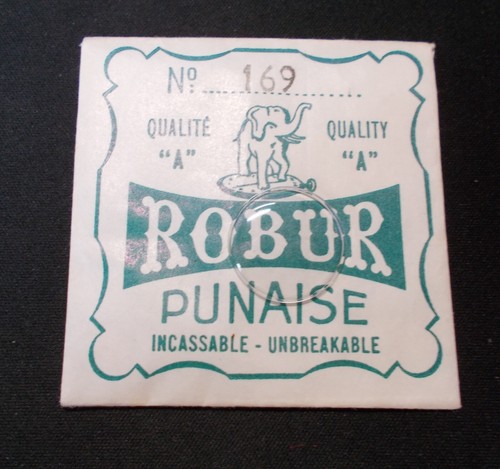 Nº 169
QUALITÉ QUALITY
"A" "A"
ROBUR
PUNAISE
INCASSABLE - UNBREAKABLE